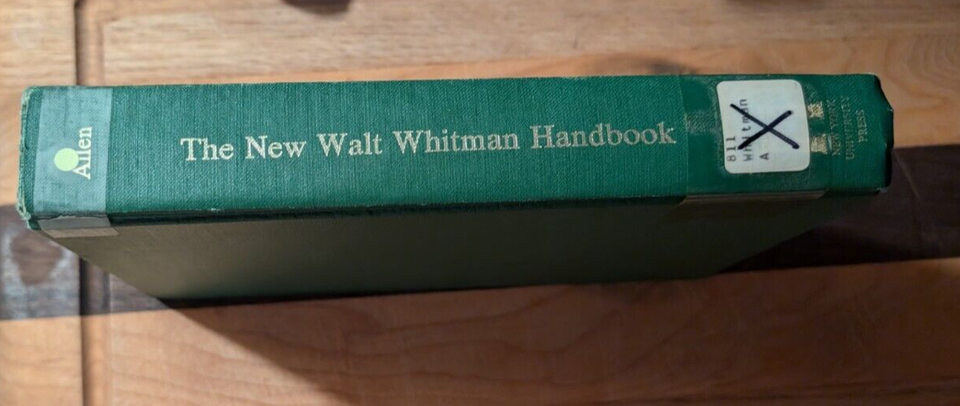 Allen
The New Walt Whitman Handbook
811
Whitman
A
NEW YORK
UNIVERSITY
PRESS